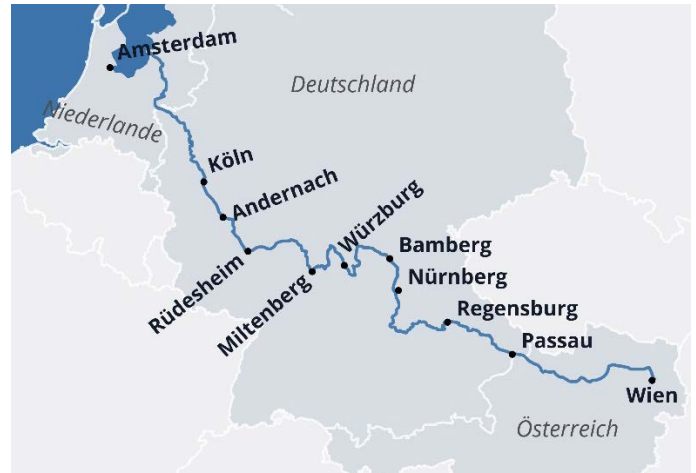 Amsterdam
Deutschland
Niederlande
Köln
Andernach
Würzburg
Rüdesheim
Miltenberg
Bamberg
Nürnberg
Regensburg
Passau
Wien
Österreich